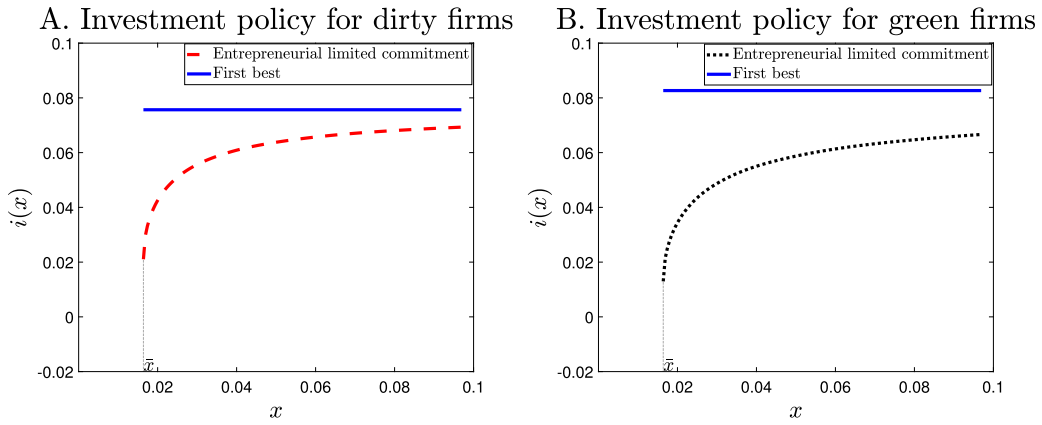 A. Investment policy for dirty firms
0.1
0.08
0.06
0.04
0.02
0
-0.02
i(x)
Entrepreneurial limited commitment
First best
x̄
0.02
0.04
0.06
0.08
0.1
x
B. Investment policy for green firms
0.1
0.08
0.06
0.04
0.02
0
-0.02
i(x)
Entrepreneurial limited commitment
First best
x̄
0.02
0.04
0.06
0.08
0.1
x